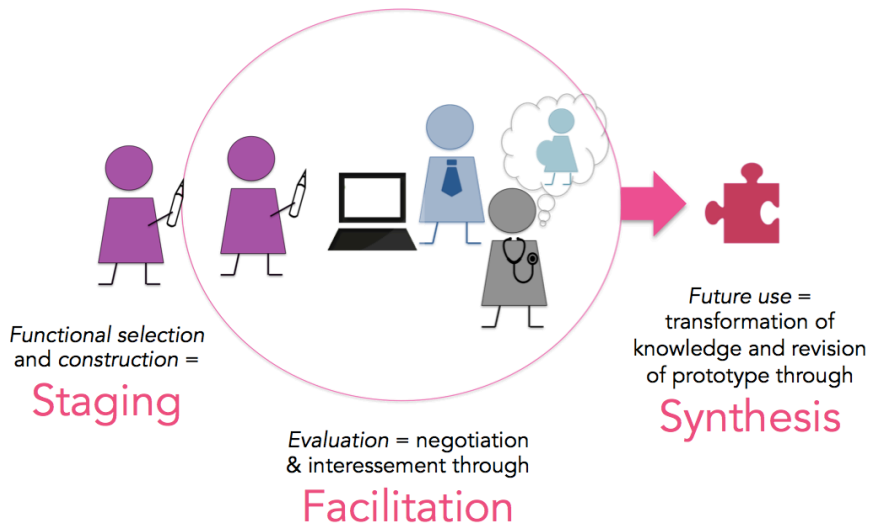 Functional selection
and construction =
Staging
Evaluation = negotiation
& interessement through
Facilitation
Future use =
transformation of
knowledge and revision
of prototype through
Synthesis